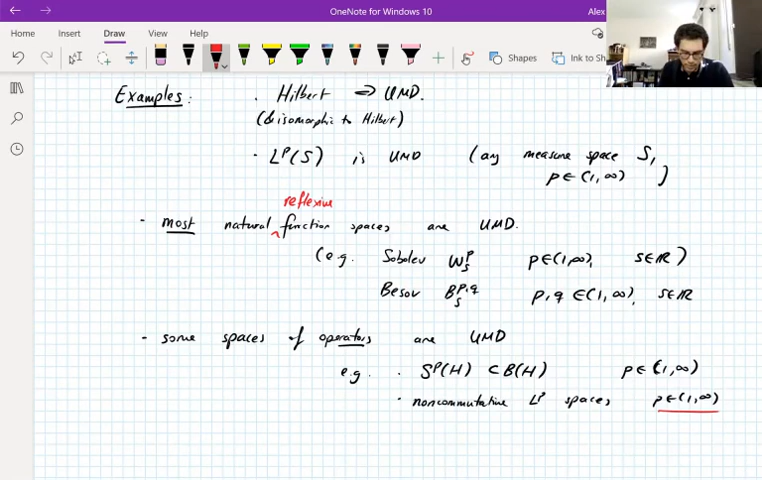 OneNote for Windows 10
Alex
Home Insert Draw View Help
Shapes Ink to Sh
Examples: . Hilbert ⇒ UMD.
(& isomorphic to Hilbert)
· L^p(S) is UMD (any measure space S,
p ∈ (1,∞) )
reflexive
· most natural ‸ function spaces are UMD.
(e.g. Sobolev W_s^p p∈(1,∞), s∈ℝ)
Besov B_s^{p,q} p,q ∈(1,∞), s∈ℝ
- some spaces of operators are UMD
e.g. · S^p(H) ⊂ B(H) p∈(1,∞)
· noncommutative L^p spaces, p∈(1,∞)